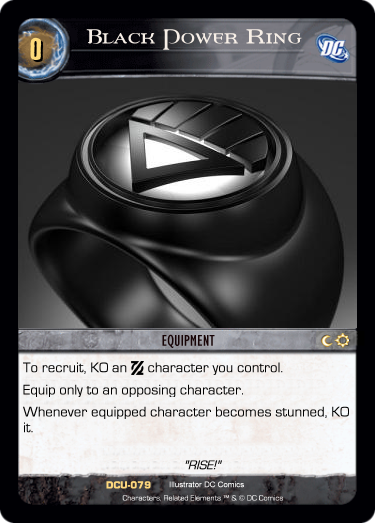 0
Black Power Ring
DC
EQUIPMENT
To recruit, KO an character you control.
Equip only to an opposing character.
Whenever equipped character becomes stunned, KO
it.
"RISE!"
DCU-079 Illustrator DC Comics
Characters, Related Elements ™ & © DC Comics